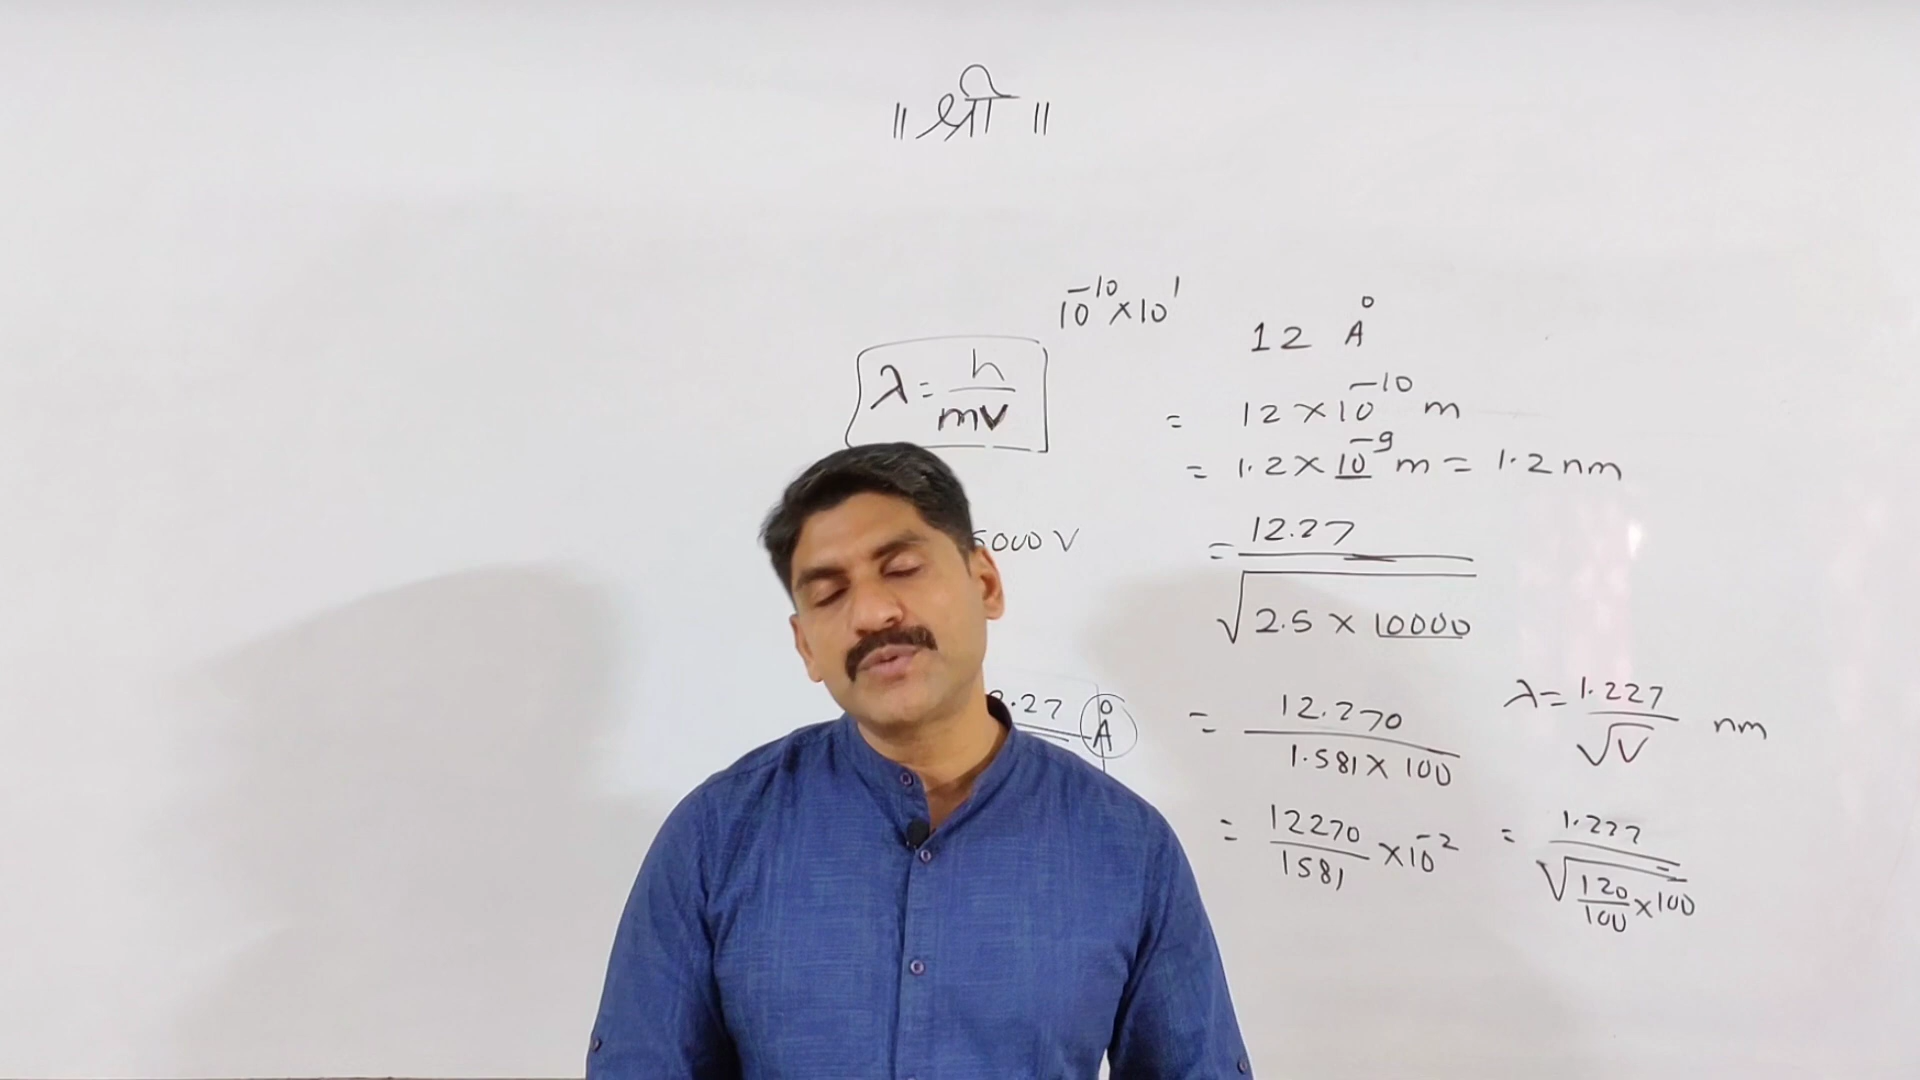 ॥ श्री ॥
10⁻¹⁰ × 10¹
λ = h / mv
12 Å
= 12 × 10⁻¹⁰ m
= 1.2 × 10⁻⁹ m = 1.2 nm
5000 V
= 12.27 / √(2.5 × 10000)
.27 Å
= 12.270 / (1.581 × 100)
= 12270 / 1581 × 10⁻²
λ = 1.227 / √V nm
= 1.227 / √(120/100 × 100)